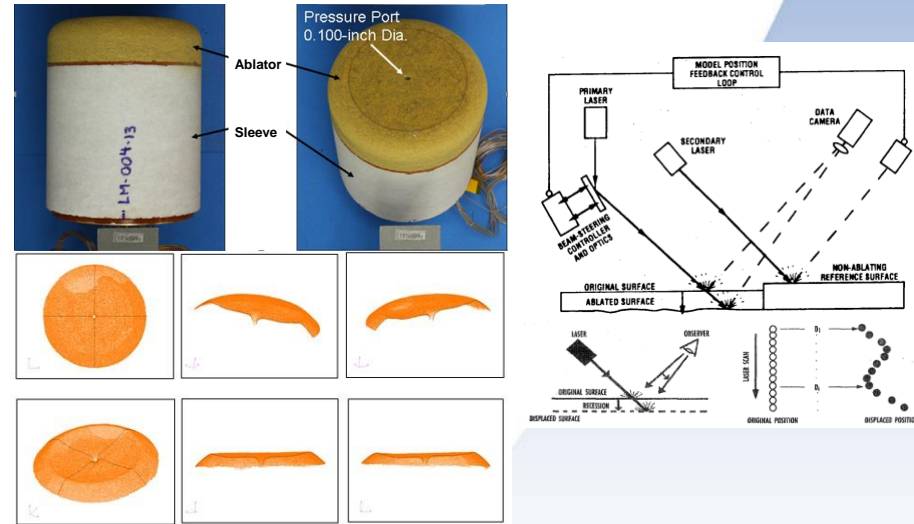 Pressure Port
0.100-inch Dia.
Ablator
Sleeve
LM-004-13
MODEL POSITION
FEEDBACK CONTROL
LOOP
PRIMARY
LASER
SECONDARY
LASER
DATA
CAMERA
BEAM-STEERING
CONTROLLER
AND OPTICS
NON-ABLATING
REFERENCE SURFACE
ORIGINAL SURFACE
ABLATED SURFACE
LASER
OBSERVER
ORIGINAL SURFACE
RECESSION
DISPLACED SURFACE
LASER SCAN
D₁
ORIGINAL POSITION
DISPLACED POSITIO